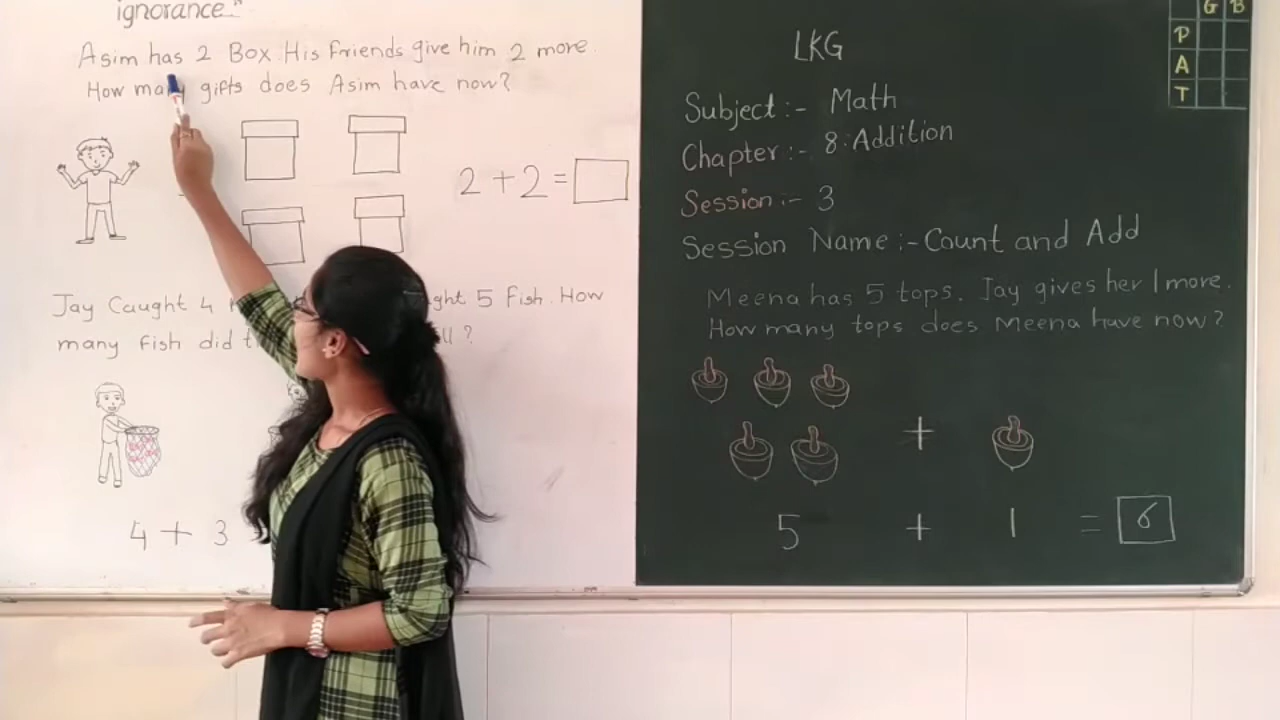 ignorance."
Asim has 2 Box. His friends give him 2 more.
How many gifts does Asim have now?
2 + 2 =
Jay Caught 4 ght 5 Fish. How
many fish did ll ?
4 + 3
G B
P
A
T
LKG
Subject :- Math
Chapter :- 8. Addition
Session :- 3
Session Name :- Count and Add
Meena has 5 tops. Jay gives her 1 more.
How many tops does Meena have now?
+
5 + 1 = 6